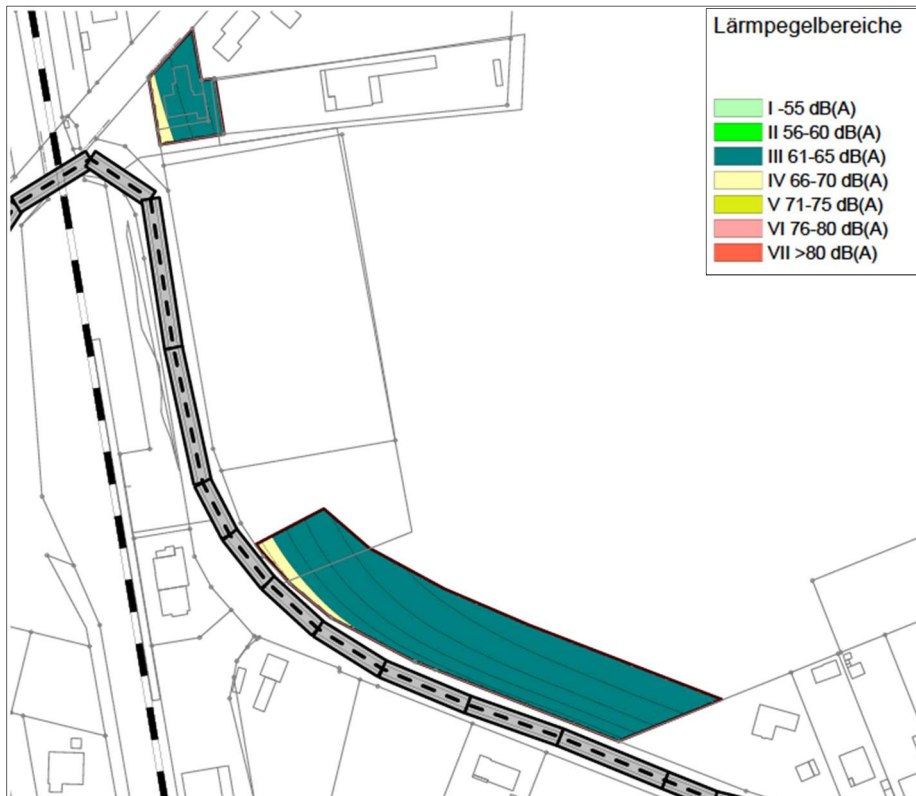 Lärmpegelbereiche
I -55 dB(A)
II 56-60 dB(A)
III 61-65 dB(A)
IV 66-70 dB(A)
V 71-75 dB(A)
VI 76-80 dB(A)
VII >80 dB(A)